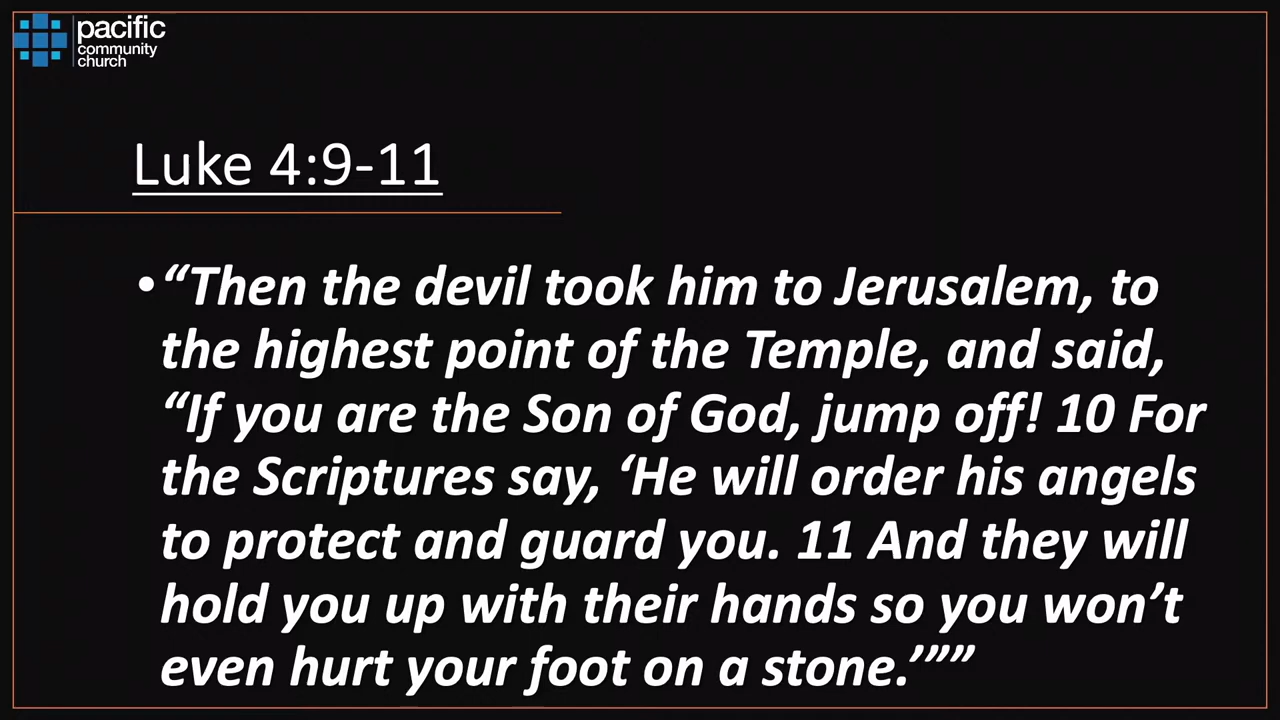 pacific
community
church
Luke 4:9-11
•“Then the devil took him to Jerusalem, to
the highest point of the Temple, and said,
“If you are the Son of God, jump off! 10 For
the Scriptures say, ‘He will order his angels
to protect and guard you. 11 And they will
hold you up with their hands so you won’t
even hurt your foot on a stone.’””